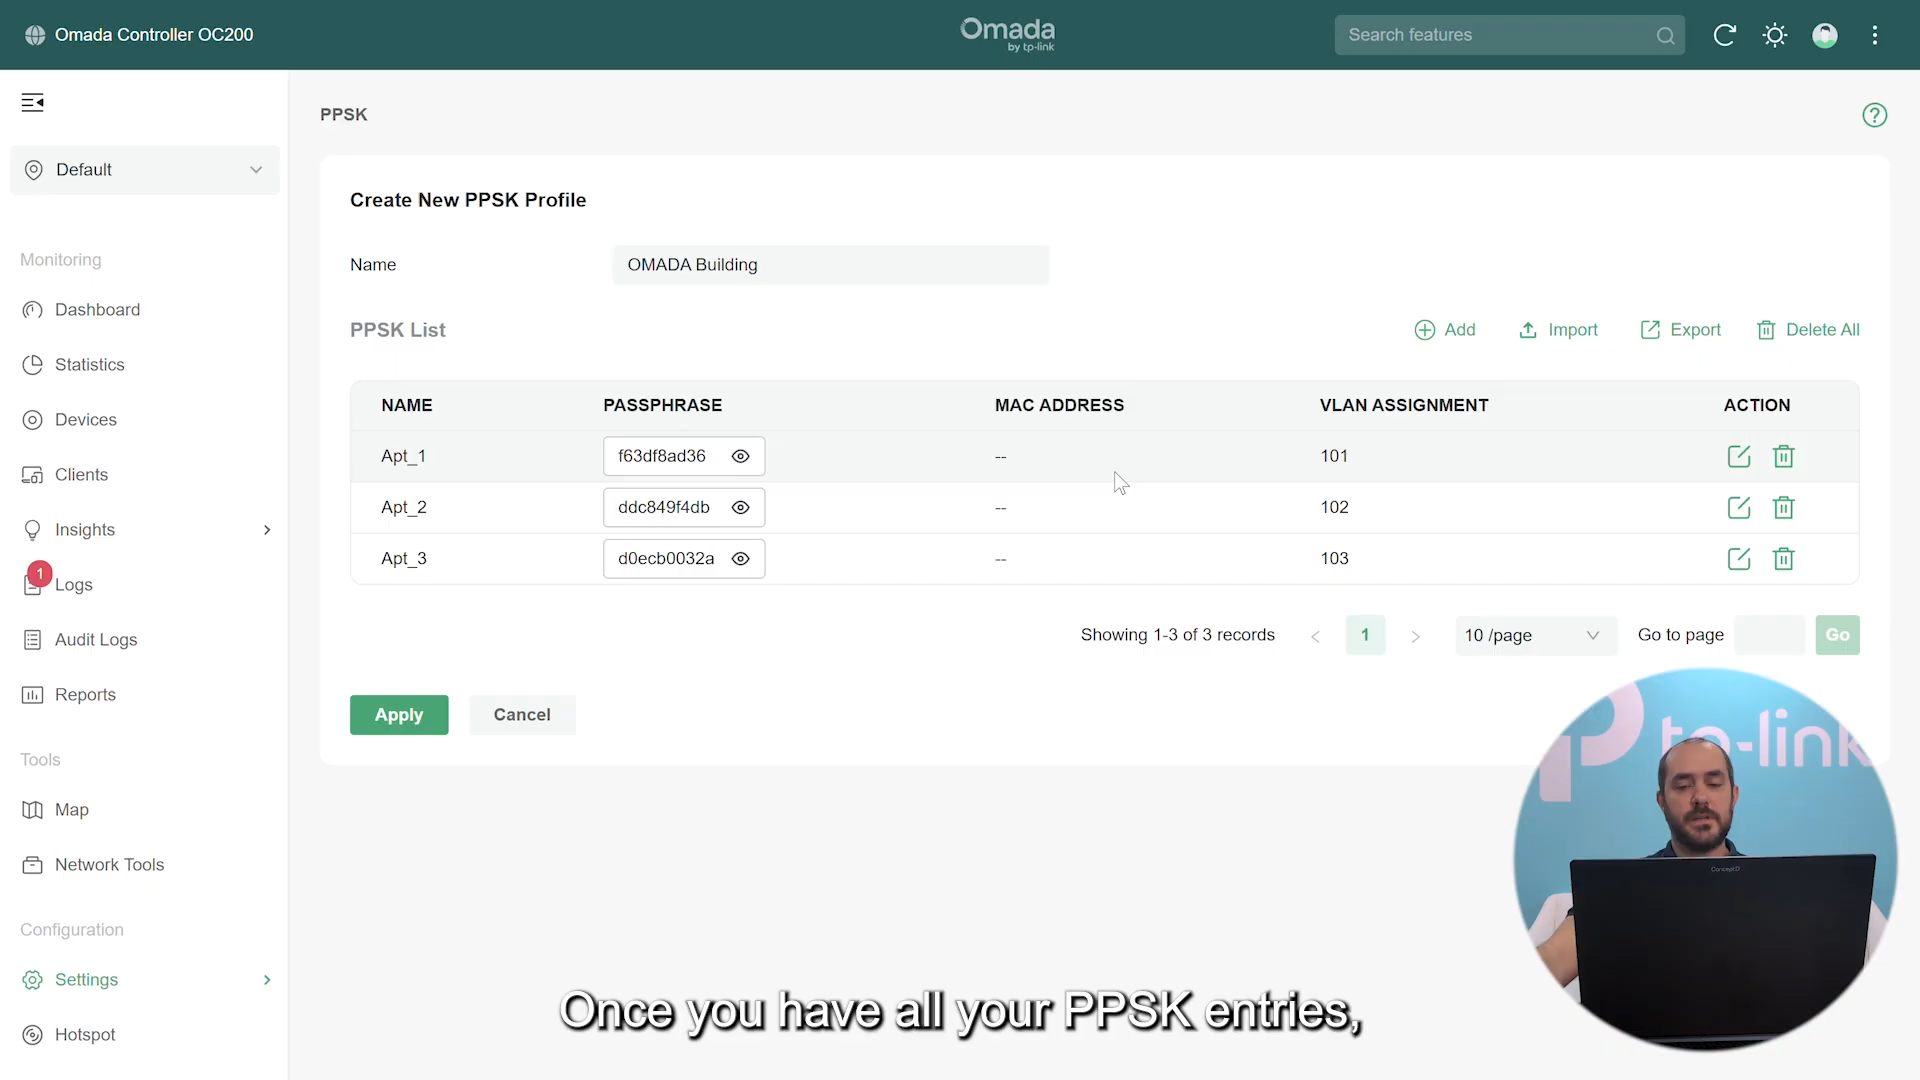 Omada Controller OC200
Omada
by tp-link
Search features
Default
Monitoring
Dashboard
Statistics
Devices
Clients
Insights
1
Logs
Audit Logs
Reports
Tools
Map
Network Tools
Configuration
Settings
Hotspot
PPSK
?
Create New PPSK Profile
Name OMADA Building
PPSK List Add Import Export Delete All
NAME PASSPHRASE MAC ADDRESS VLAN ASSIGNMENT ACTION
Apt_1 f63df8ad36 -- 101
Apt_2 ddc849f4db -- 102
Apt_3 d0ecb0032a -- 103
Showing 1-3 of 3 records < 1 > 10 /page Go to page Go
Apply Cancel
tp-link
ConceptD
Once you have all your PPSK entries,